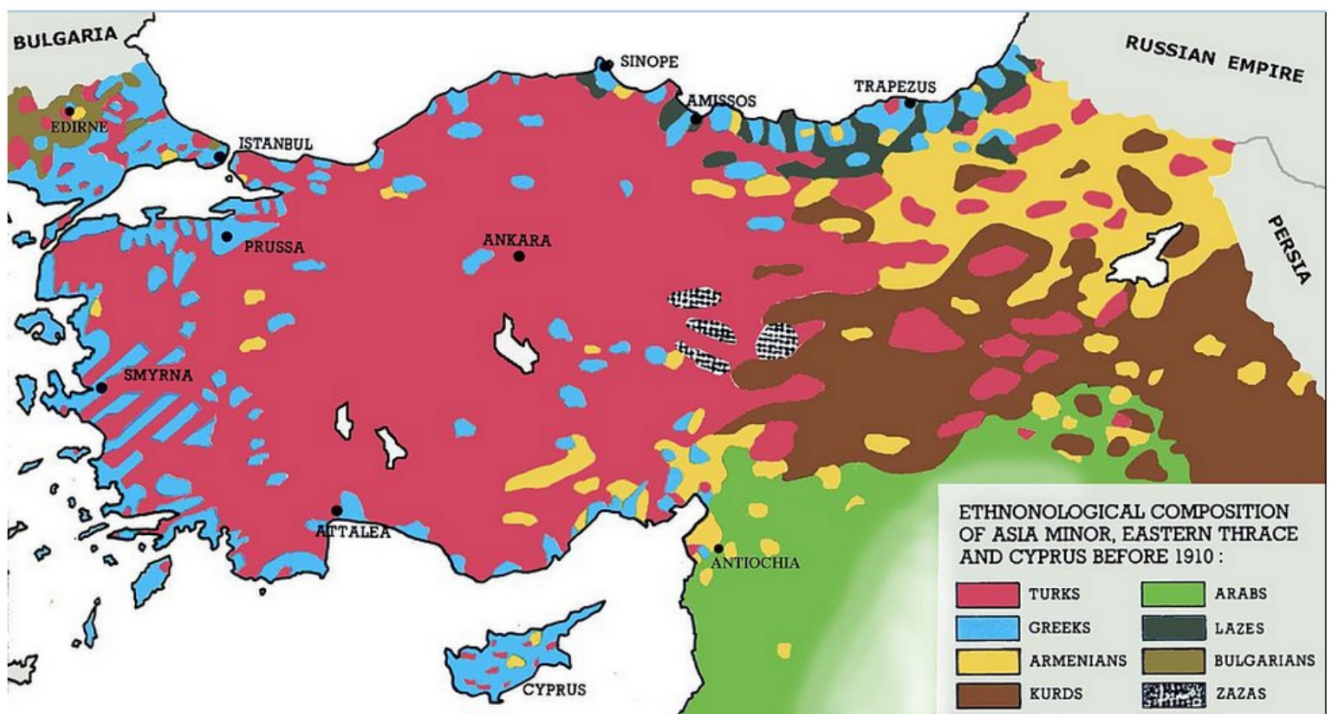 BULGARIA
RUSSIAN EMPIRE
SINOPE
TRAPEZUS
AMISSOS
EDIRNE
ISTANBUL
PRUSSA
ANKARA
PERSIA
SMYRNA
ATTALEA
ANTIOCHIA
CYPRUS
ETHNONOLOGICAL COMPOSITION
OF ASIA MINOR, EASTERN THRACE
AND CYPRUS BEFORE 1910 :
TURKS
ARABS
GREEKS
LAZES
ARMENIANS
BULGARIANS
KURDS
ZAZAS